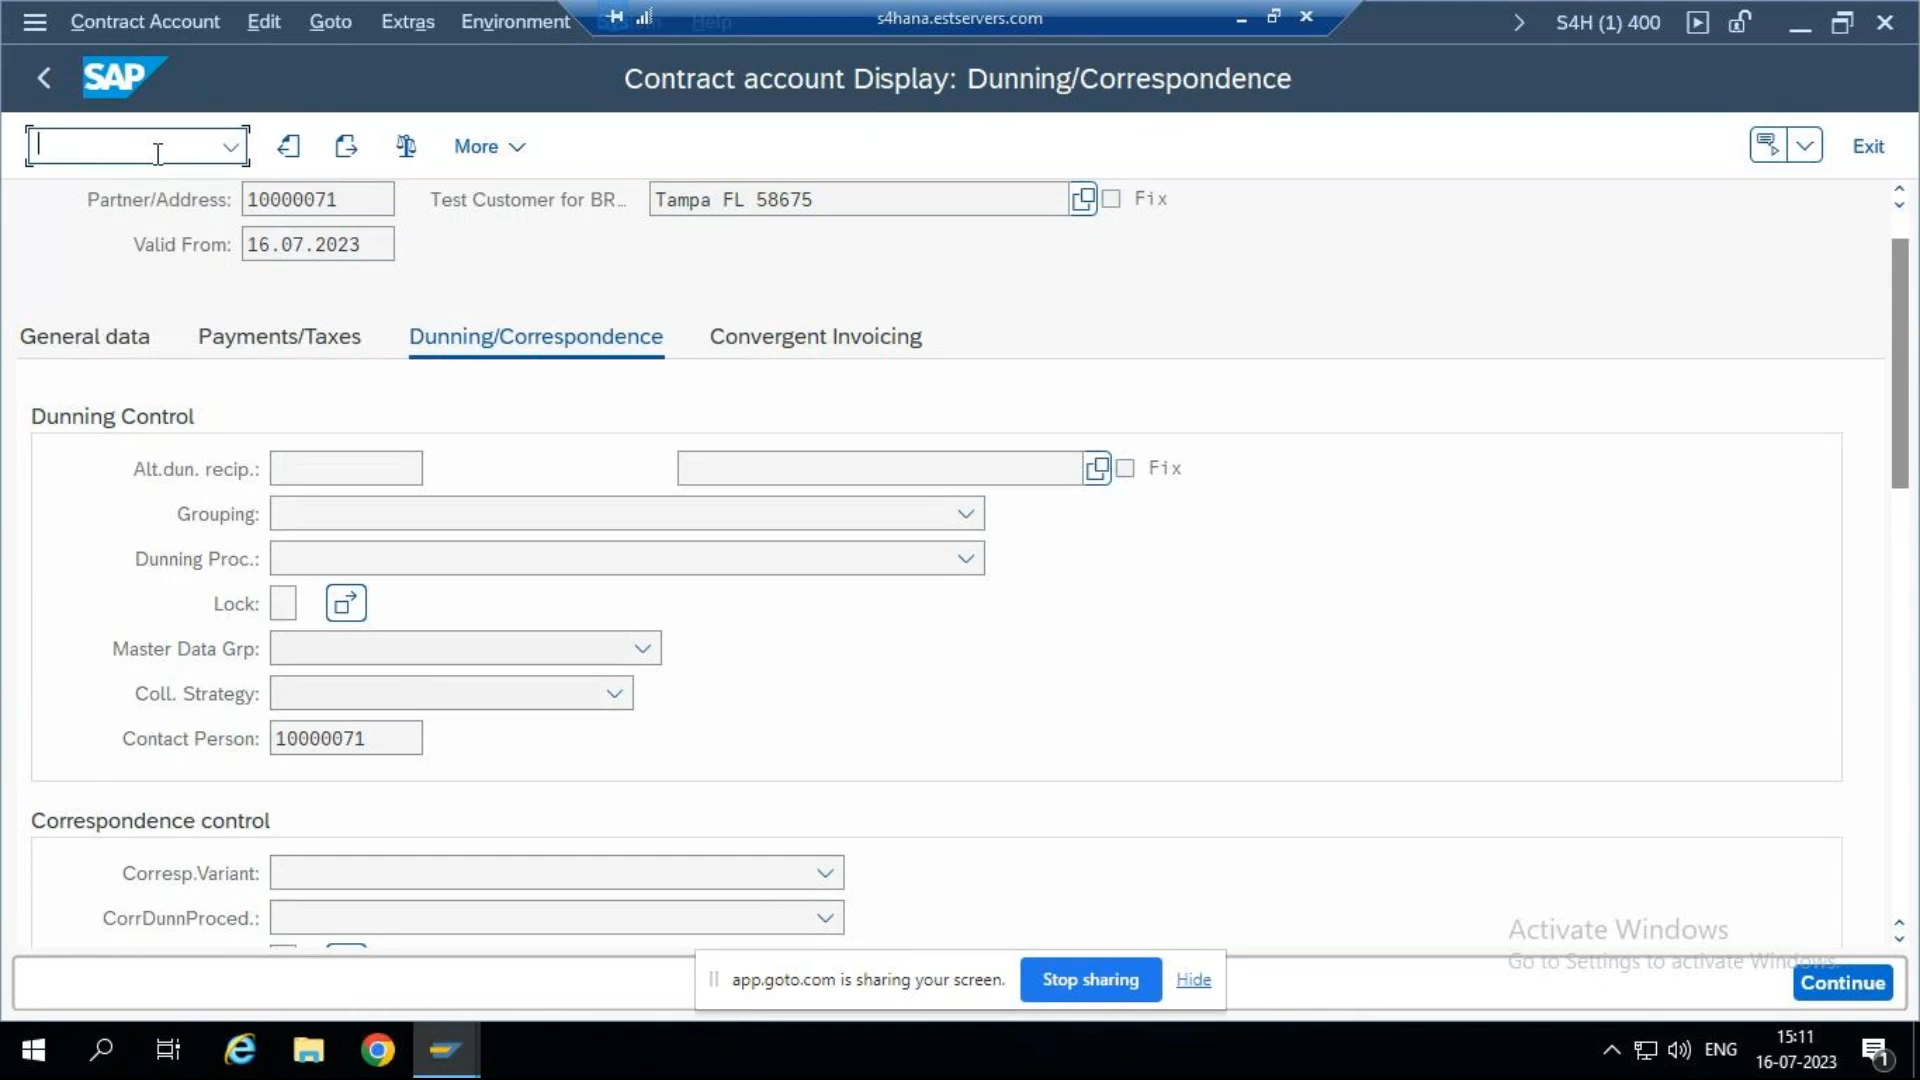 Contract Account Edit Goto Extras Environment Help s4hana.estservers.com S4H (1) 400
SAP Contract account Display: Dunning/Correspondence
More Exit
Partner/Address: 10000071 Test Customer for BR... Tampa FL 58675 Fix
Valid From: 16.07.2023
General data Payments/Taxes Dunning/Correspondence Convergent Invoicing
Dunning Control
Alt.dun. recip.: Fix
Grouping:
Dunning Proc.:
Lock:
Master Data Grp:
Coll. Strategy:
Contact Person: 10000071
Correspondence control
Corresp.Variant:
CorrDunnProced.:
Activate Windows
Go to Settings to activate Windows.
app.goto.com is sharing your screen. Stop sharing Hide Continue
ENG 15:11
16-07-2023 1